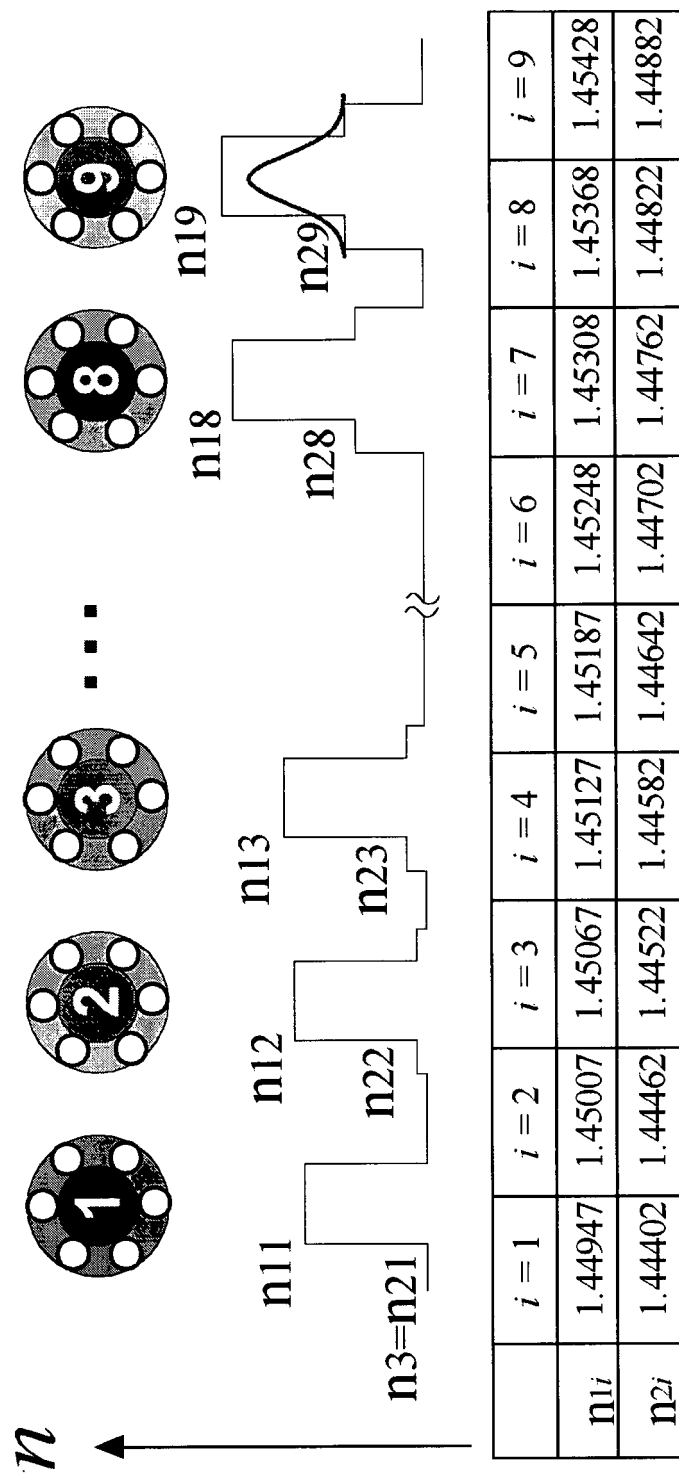 n
1 2 3 ... 8 9
n11 n12 n13 n18 n19
n3=n21 n22 n23 n28 n29
i = 1 i = 2 i = 3 i = 4 i = 5 i = 6 i = 7 i = 8 i = 9
n1i 1.44947 1.45007 1.45067 1.45127 1.45187 1.45248 1.45308 1.45368 1.45428
n2i 1.44402 1.44462 1.44522 1.44582 1.44642 1.44702 1.44762 1.44822 1.44882